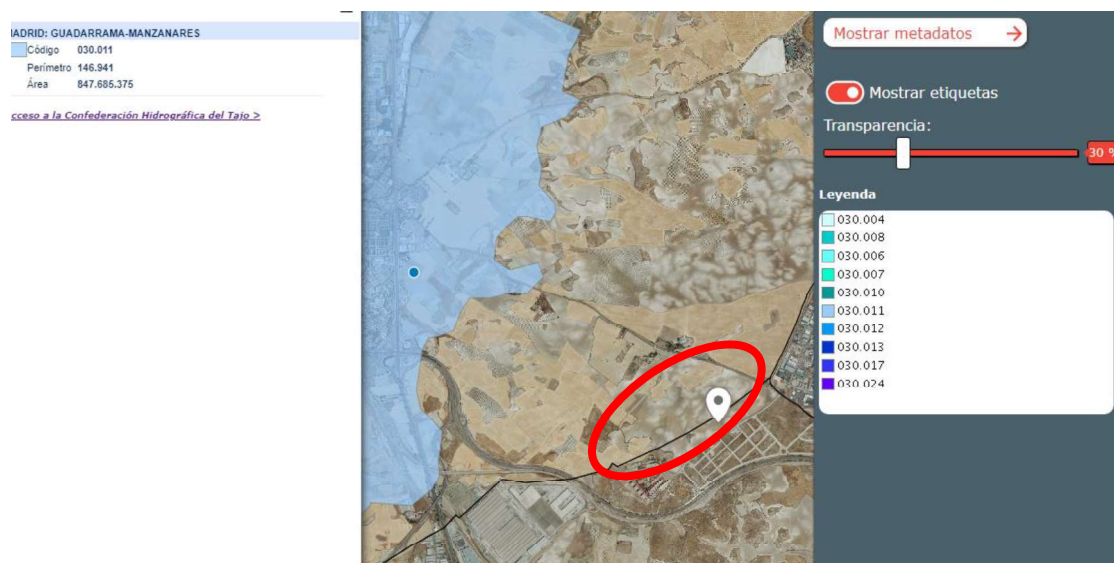 ADRID: GUADARRAMA-MANZANARES
Código 030.011
Perímetro 146.941
Área 847.685.375
cceso a la Confederación Hidrográfica del Tajo >
Mostrar metadatos →
Mostrar etiquetas
Transparencia:
30 %
Leyenda
030.004
030.008
030.006
030.007
030.010
030.011
030.012
030.013
030.017
030.024